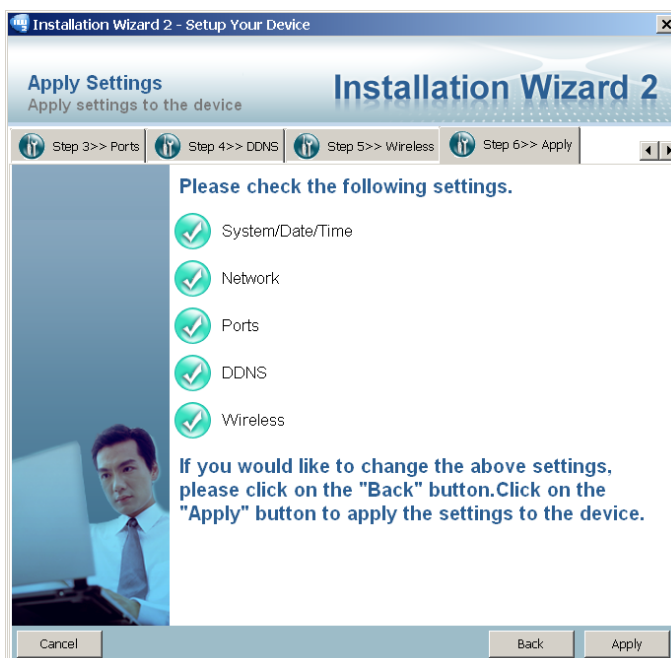 Installation Wizard 2 - Setup Your Device
Apply Settings
Apply settings to the device
Installation Wizard 2
Step 3>> Ports
Step 4>> DDNS
Step 5>> Wireless
Step 6>> Apply
Please check the following settings.
System/Date/Time
Network
Ports
DDNS
Wireless
If you would like to change the above settings,
please click on the "Back" button.Click on the
"Apply" button to apply the settings to the device.
Cancel
Back
Apply